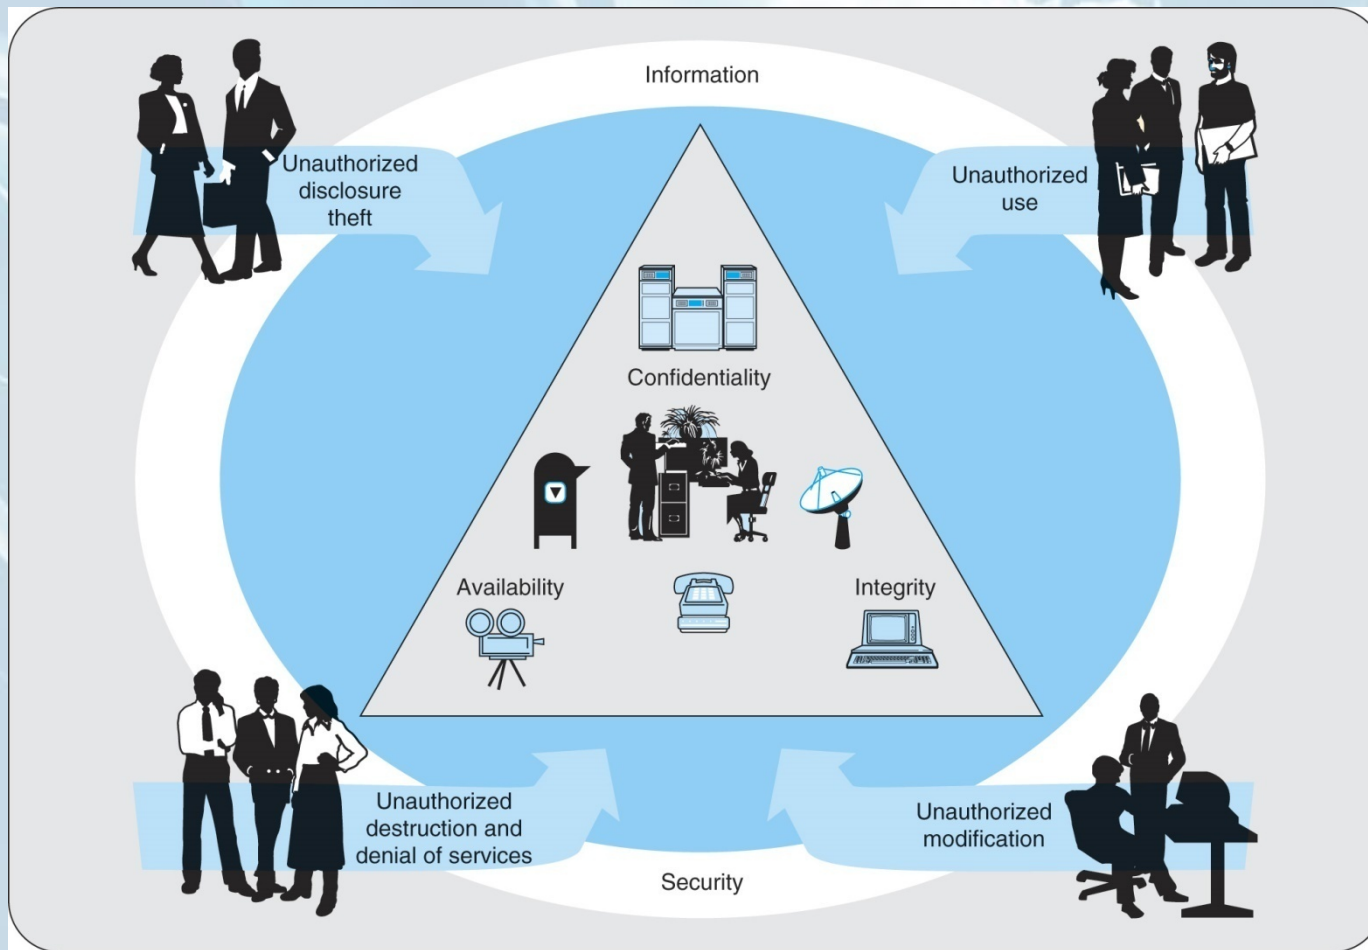 Information
Unauthorized
disclosure
theft
Unauthorized
use
Confidentiality
Availability
Integrity
Unauthorized
destruction and
denial of services
Unauthorized
modification
Security